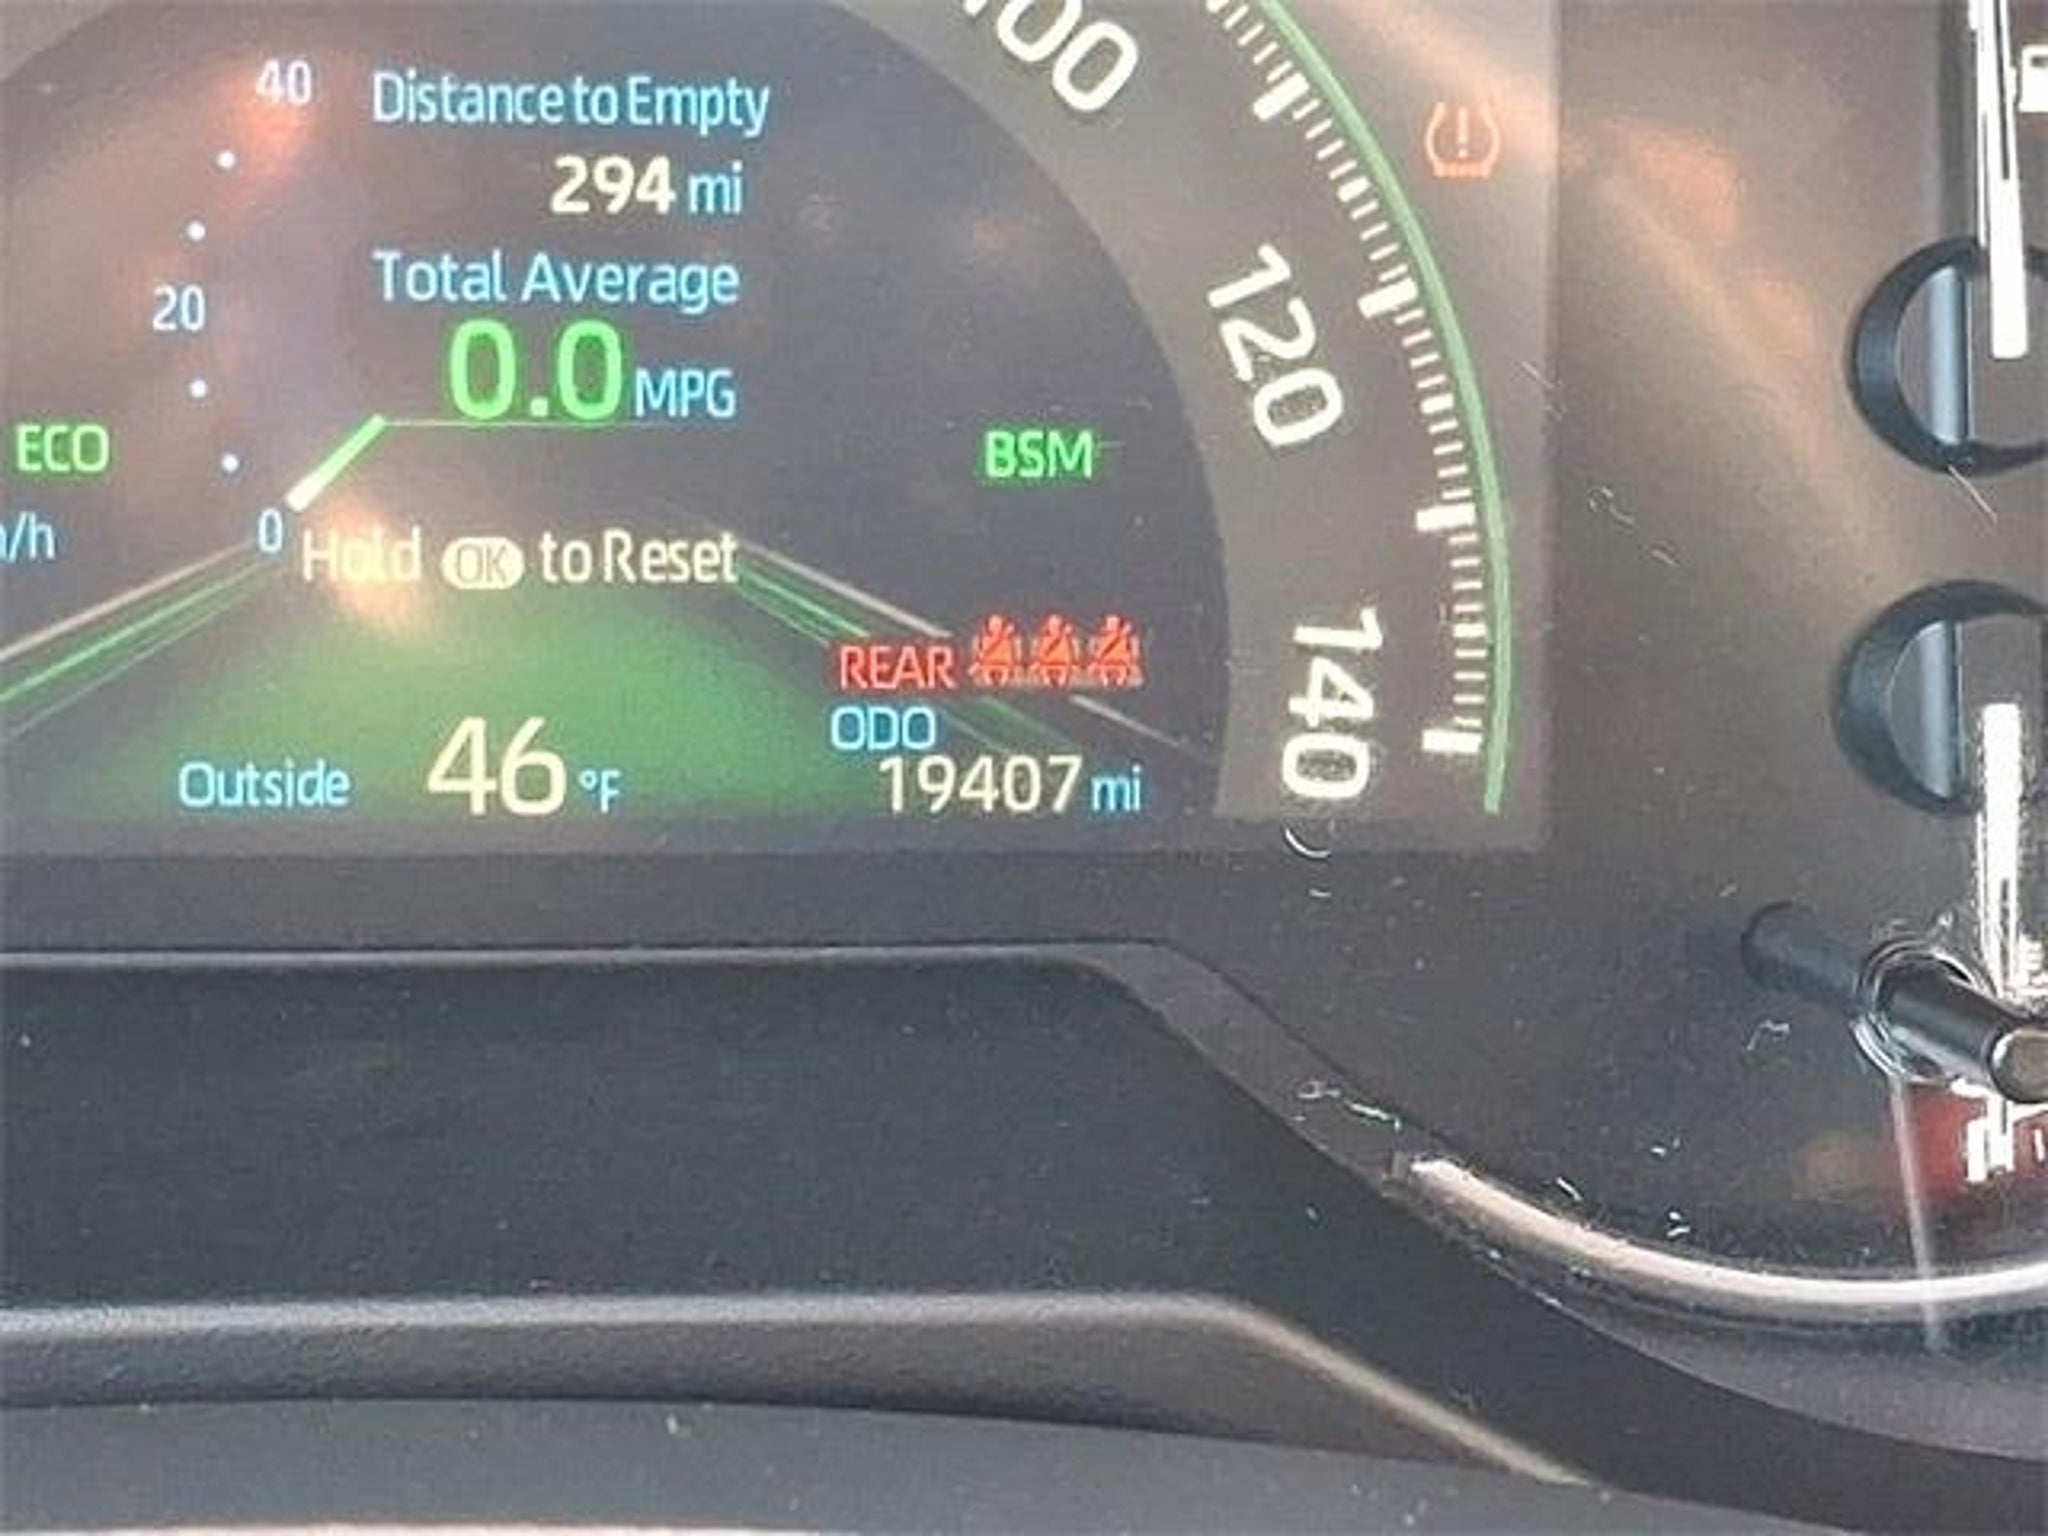 100
40 Distance to Empty
294 mi
120
Total Average
20
0.0 MPG
ECO
BSM
0
Hold OK to Reset
140
REAR
ODO
Outside 46 °F
19407 mi